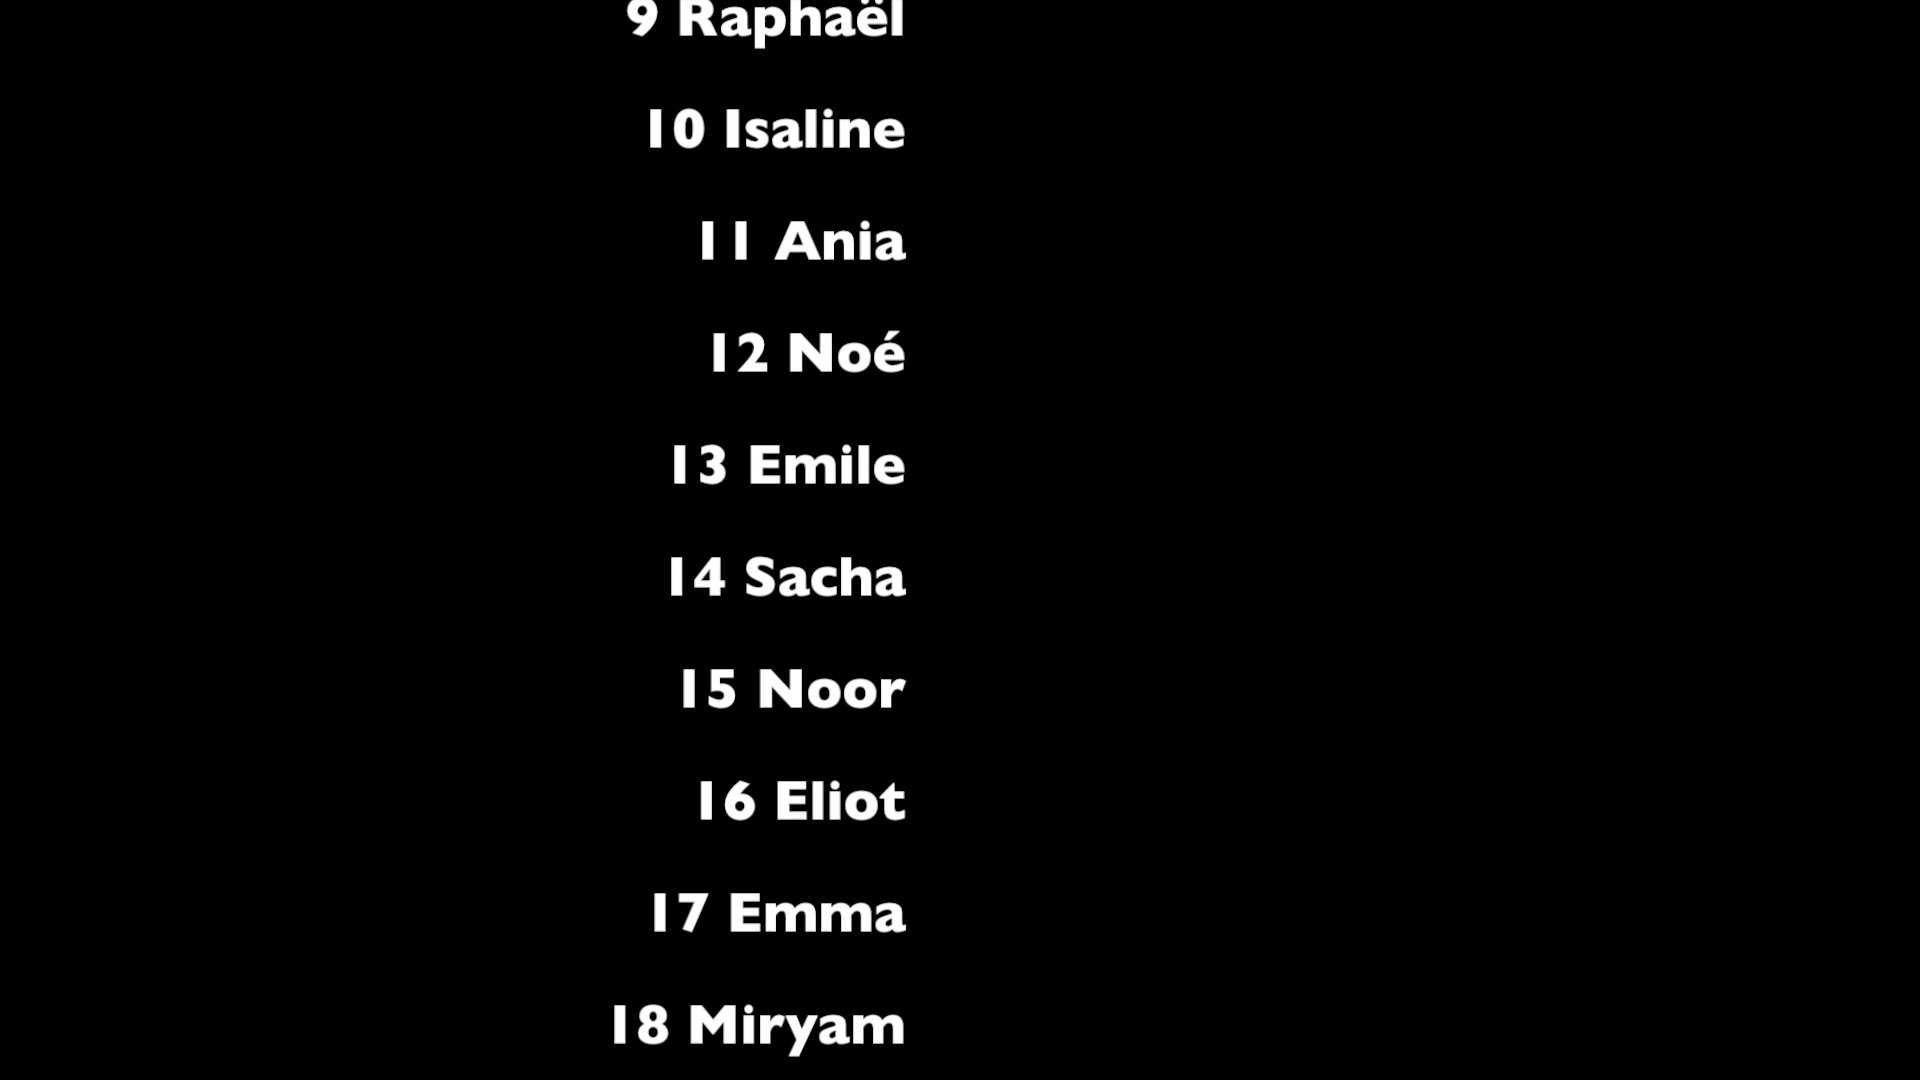 9 Raphaël
10 Isaline
11 Ania
12 Noé
13 Emile
14 Sacha
15 Noor
16 Eliot
17 Emma
18 Miryam